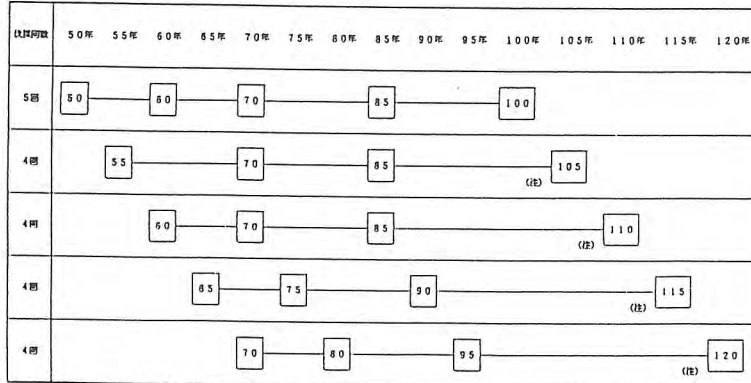 伐採回数 50年 55年 60年 65年 70年 75年 80年 85年 90年 95年 100年 105年 110年 115年 120年
5回 50 60 70 85 100
4回 55 70 85 105
(注)
4回 60 70 85 110
(注)
4回 65 75 90 115
(注)
4回 70 80 95 120
(注)